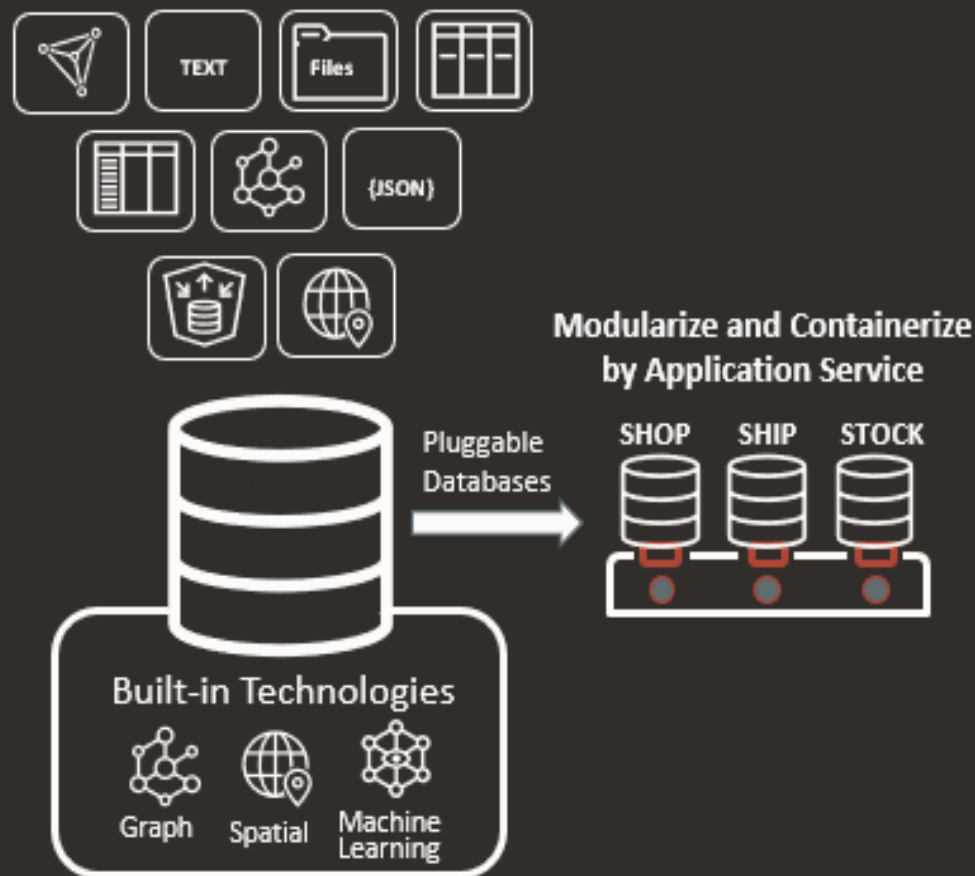 TEXT
Files
{JSON}
Modularize and Containerize
by Application Service
SHOP SHIP STOCK
Pluggable
Databases
Built-in Technologies
Graph
Spatial
Machine
Learning